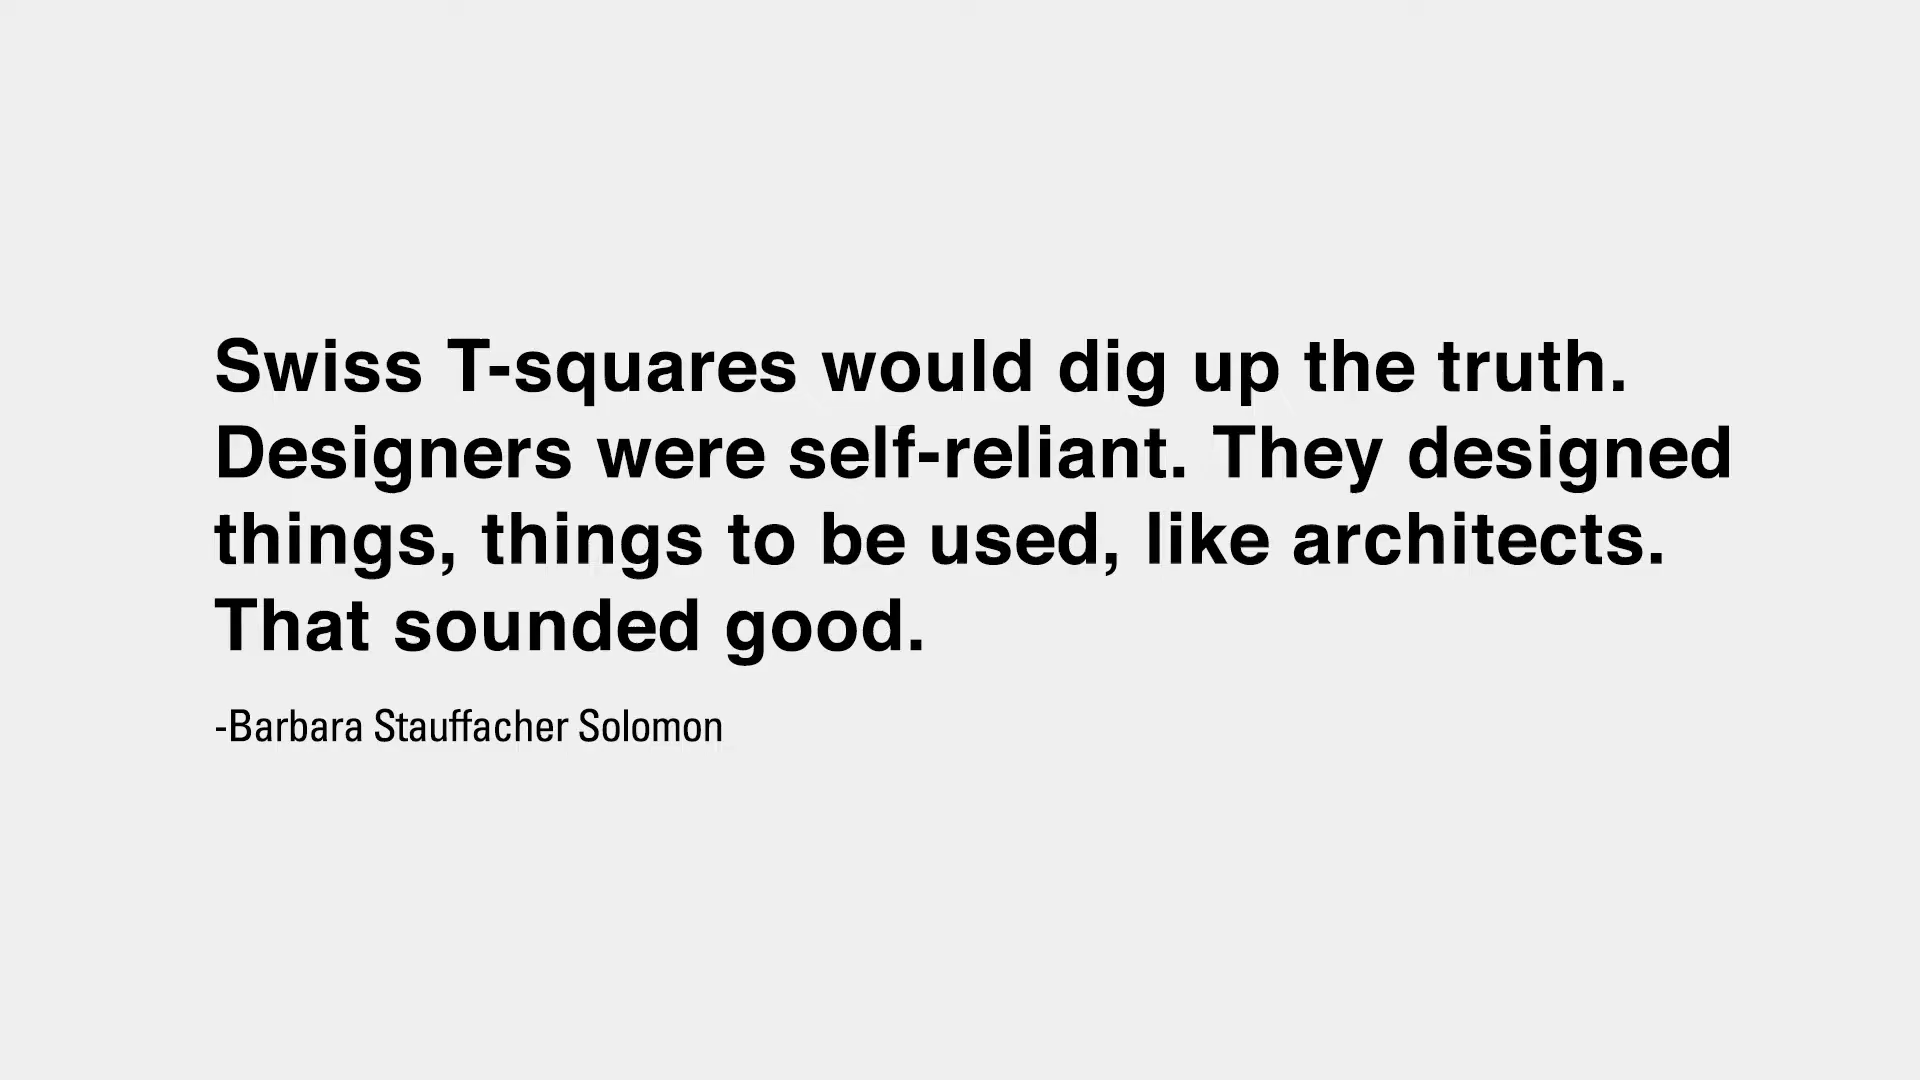 Swiss T-squares would dig up the truth.
Designers were self-reliant. They designed
things, things to be used, like architects.
That sounded good.
-Barbara Stauffacher Solomon